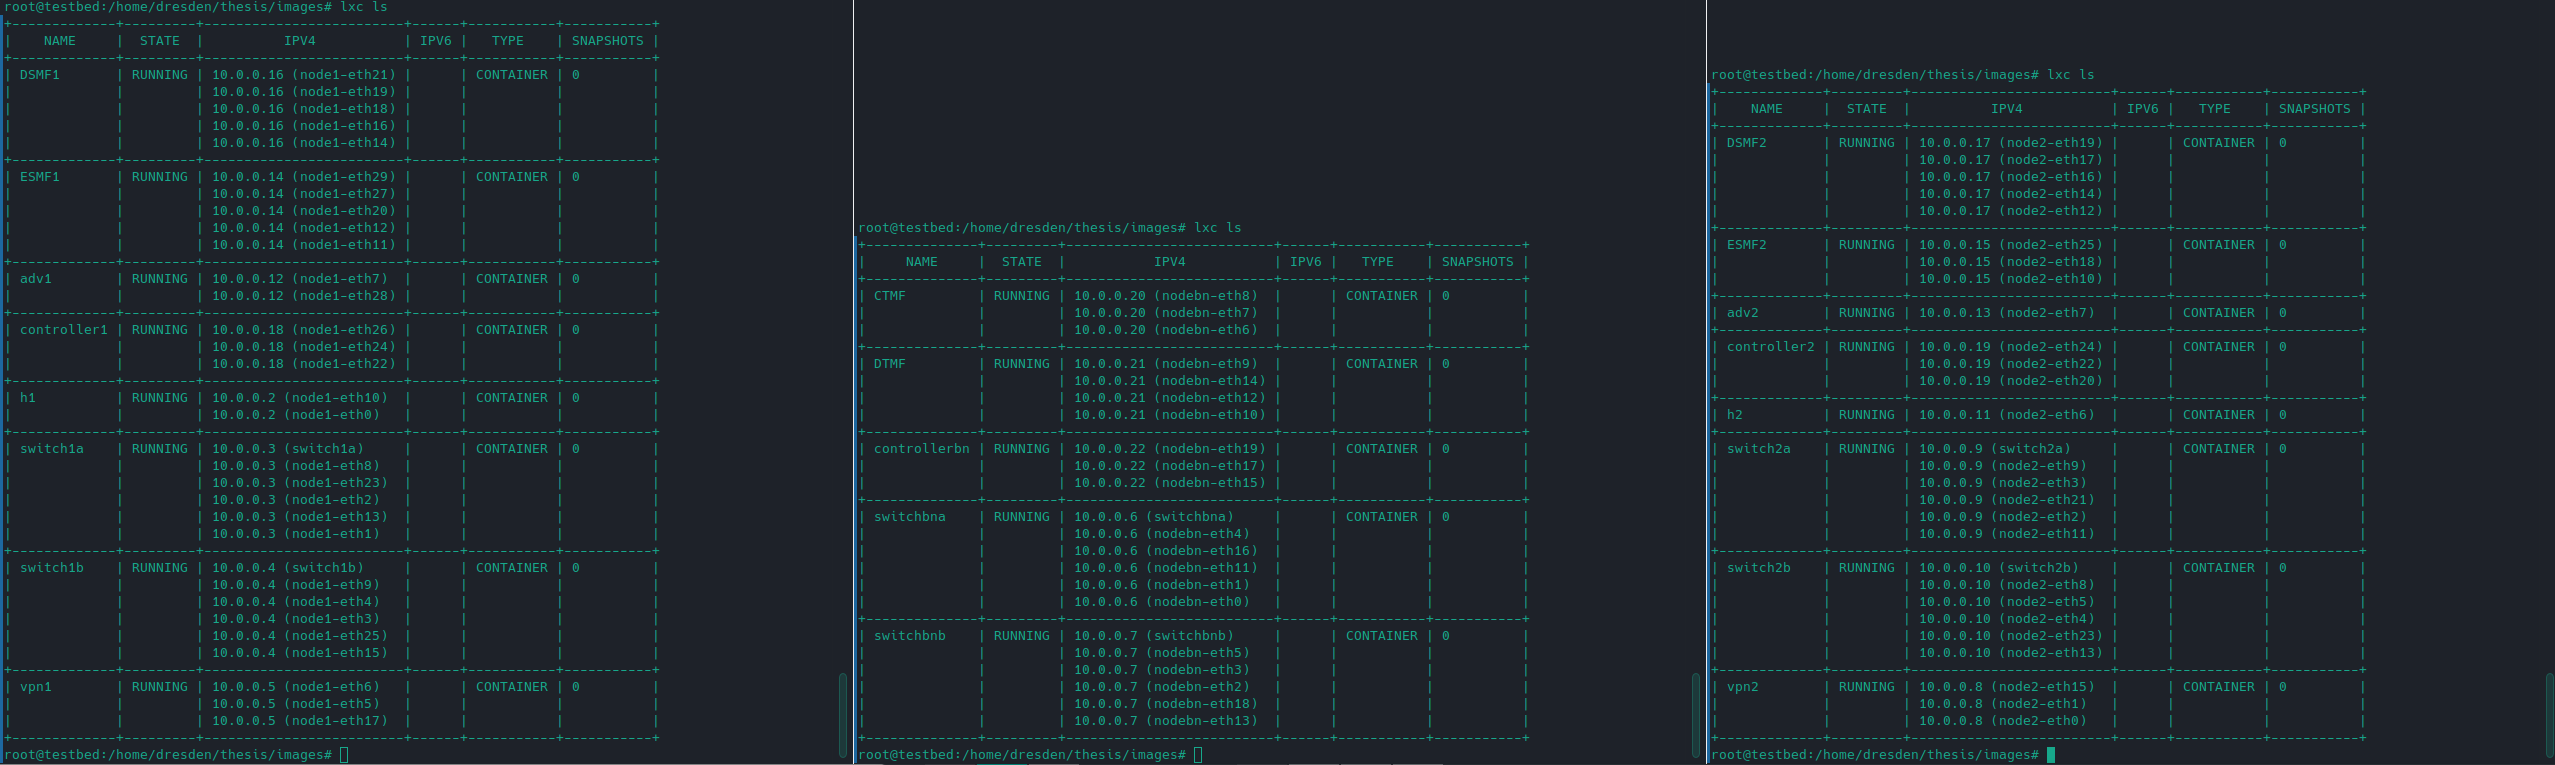 root@testbed:/home/dresden/thesis/images# lxc ls
+-------------+---------+-------------------------+------+-----------+-----------+
|    NAME     |  STATE  |          IPV4           | IPV6 |   TYPE    | SNAPSHOTS |
+-------------+---------+-------------------------+------+-----------+-----------+
| DSMF1       | RUNNING | 10.0.0.16 (node1-eth21) |      | CONTAINER | 0         |
|             |         | 10.0.0.16 (node1-eth19) |      |           |           |
|             |         | 10.0.0.16 (node1-eth18) |      |           |           |
|             |         | 10.0.0.16 (node1-eth16) |      |           |           |
|             |         | 10.0.0.16 (node1-eth14) |      |           |           |
+-------------+---------+-------------------------+------+-----------+-----------+
| ESMF1       | RUNNING | 10.0.0.14 (node1-eth29) |      | CONTAINER | 0         |
|             |         | 10.0.0.14 (node1-eth27) |      |           |           |
|             |         | 10.0.0.14 (node1-eth20) |      |           |           |
|             |         | 10.0.0.14 (node1-eth12) |      |           |           |
|             |         | 10.0.0.14 (node1-eth11) |      |           |           |
+-------------+---------+-------------------------+------+-----------+-----------+
| adv1        | RUNNING | 10.0.0.12 (node1-eth7)  |      | CONTAINER | 0         |
|             |         | 10.0.0.12 (node1-eth28) |      |           |           |
+-------------+---------+-------------------------+------+-----------+-----------+
| controller1 | RUNNING | 10.0.0.18 (node1-eth26) |      | CONTAINER | 0         |
|             |         | 10.0.0.18 (node1-eth24) |      |           |           |
|             |         | 10.0.0.18 (node1-eth22) |      |           |           |
+-------------+---------+-------------------------+------+-----------+-----------+
| h1          | RUNNING | 10.0.0.2 (node1-eth10)  |      | CONTAINER | 0         |
|             |         | 10.0.0.2 (node1-eth0)   |      |           |           |
+-------------+---------+-------------------------+------+-----------+-----------+
| switch1a    | RUNNING | 10.0.0.3 (switch1a)     |      | CONTAINER | 0         |
|             |         | 10.0.0.3 (node1-eth8)   |      |           |           |
|             |         | 10.0.0.3 (node1-eth23)  |      |           |           |
|             |         | 10.0.0.3 (node1-eth2)   |      |           |           |
|             |         | 10.0.0.3 (node1-eth13)  |      |           |           |
|             |         | 10.0.0.3 (node1-eth1)   |      |           |           |
+-------------+---------+-------------------------+------+-----------+-----------+
| switch1b    | RUNNING | 10.0.0.4 (switch1b)     |      | CONTAINER | 0         |
|             |         | 10.0.0.4 (node1-eth9)   |      |           |           |
|             |         | 10.0.0.4 (node1-eth4)   |      |           |           |
|             |         | 10.0.0.4 (node1-eth3)   |      |           |           |
|             |         | 10.0.0.4 (node1-eth25)  |      |           |           |
|             |         | 10.0.0.4 (node1-eth15)  |      |           |           |
+-------------+---------+-------------------------+------+-----------+-----------+
| vpn1        | RUNNING | 10.0.0.5 (node1-eth6)   |      | CONTAINER | 0         |
|             |         | 10.0.0.5 (node1-eth5)   |      |           |           |
|             |         | 10.0.0.5 (node1-eth17)  |      |           |           |
+-------------+---------+-------------------------+------+-----------+-----------+
root@testbed:/home/dresden/thesis/images#
root@testbed:/home/dresden/thesis/images# lxc ls
+--------------+---------+--------------------------+------+-----------+-----------+
|     NAME     |  STATE  |           IPV4           | IPV6 |   TYPE    | SNAPSHOTS |
+--------------+---------+--------------------------+------+-----------+-----------+
| CTMF         | RUNNING | 10.0.0.20 (nodebn-eth8)  |      | CONTAINER | 0         |
|              |         | 10.0.0.20 (nodebn-eth7)  |      |           |           |
|              |         | 10.0.0.20 (nodebn-eth6)  |      |           |           |
+--------------+---------+--------------------------+------+-----------+-----------+
| DTMF         | RUNNING | 10.0.0.21 (nodebn-eth9)  |      | CONTAINER | 0         |
|              |         | 10.0.0.21 (nodebn-eth14) |      |           |           |
|              |         | 10.0.0.21 (nodebn-eth12) |      |           |           |
|              |         | 10.0.0.21 (nodebn-eth10) |      |           |           |
+--------------+---------+--------------------------+------+-----------+-----------+
| controllerbn | RUNNING | 10.0.0.22 (nodebn-eth19) |      | CONTAINER | 0         |
|              |         | 10.0.0.22 (nodebn-eth17) |      |           |           |
|              |         | 10.0.0.22 (nodebn-eth15) |      |           |           |
+--------------+---------+--------------------------+------+-----------+-----------+
| switchbna    | RUNNING | 10.0.0.6 (switchbna)     |      | CONTAINER | 0         |
|              |         | 10.0.0.6 (nodebn-eth4)   |      |           |           |
|              |         | 10.0.0.6 (nodebn-eth16)  |      |           |           |
|              |         | 10.0.0.6 (nodebn-eth11)  |      |           |           |
|              |         | 10.0.0.6 (nodebn-eth1)   |      |           |           |
|              |         | 10.0.0.6 (nodebn-eth0)   |      |           |           |
+--------------+---------+--------------------------+------+-----------+-----------+
| switchbnb    | RUNNING | 10.0.0.7 (switchbnb)     |      | CONTAINER | 0         |
|              |         | 10.0.0.7 (nodebn-eth5)   |      |           |           |
|              |         | 10.0.0.7 (nodebn-eth3)   |      |           |           |
|              |         | 10.0.0.7 (nodebn-eth2)   |      |           |           |
|              |         | 10.0.0.7 (nodebn-eth18)  |      |           |           |
|              |         | 10.0.0.7 (nodebn-eth13)  |      |           |           |
+--------------+---------+--------------------------+------+-----------+-----------+
root@testbed:/home/dresden/thesis/images#
root@testbed:/home/dresden/thesis/images# lxc ls
+-------------+---------+-------------------------+------+-----------+-----------+
|    NAME     |  STATE  |          IPV4           | IPV6 |   TYPE    | SNAPSHOTS |
+-------------+---------+-------------------------+------+-----------+-----------+
| DSMF2       | RUNNING | 10.0.0.17 (node2-eth19) |      | CONTAINER | 0         |
|             |         | 10.0.0.17 (node2-eth17) |      |           |           |
|             |         | 10.0.0.17 (node2-eth16) |      |           |           |
|             |         | 10.0.0.17 (node2-eth14) |      |           |           |
|             |         | 10.0.0.17 (node2-eth12) |      |           |           |
+-------------+---------+-------------------------+------+-----------+-----------+
| ESMF2       | RUNNING | 10.0.0.15 (node2-eth25) |      | CONTAINER | 0         |
|             |         | 10.0.0.15 (node2-eth18) |      |           |           |
|             |         | 10.0.0.15 (node2-eth10) |      |           |           |
+-------------+---------+-------------------------+------+-----------+-----------+
| adv2        | RUNNING | 10.0.0.13 (node2-eth7)  |      | CONTAINER | 0         |
+-------------+---------+-------------------------+------+-----------+-----------+
| controller2 | RUNNING | 10.0.0.19 (node2-eth24) |      | CONTAINER | 0         |
|             |         | 10.0.0.19 (node2-eth22) |      |           |           |
|             |         | 10.0.0.19 (node2-eth20) |      |           |           |
+-------------+---------+-------------------------+------+-----------+-----------+
| h2          | RUNNING | 10.0.0.11 (node2-eth6)  |      | CONTAINER | 0         |
+-------------+---------+-------------------------+------+-----------+-----------+
| switch2a    | RUNNING | 10.0.0.9 (switch2a)     |      | CONTAINER | 0         |
|             |         | 10.0.0.9 (node2-eth9)   |      |           |           |
|             |         | 10.0.0.9 (node2-eth3)   |      |           |           |
|             |         | 10.0.0.9 (node2-eth21)  |      |           |           |
|             |         | 10.0.0.9 (node2-eth2)   |      |           |           |
|             |         | 10.0.0.9 (node2-eth11)  |      |           |           |
+-------------+---------+-------------------------+------+-----------+-----------+
| switch2b    | RUNNING | 10.0.0.10 (switch2b)    |      | CONTAINER | 0         |
|             |         | 10.0.0.10 (node2-eth8)  |      |           |           |
|             |         | 10.0.0.10 (node2-eth5)  |      |           |           |
|             |         | 10.0.0.10 (node2-eth4)  |      |           |           |
|             |         | 10.0.0.10 (node2-eth23) |      |           |           |
|             |         | 10.0.0.10 (node2-eth13) |      |           |           |
+-------------+---------+-------------------------+------+-----------+-----------+
| vpn2        | RUNNING | 10.0.0.8 (node2-eth15)  |      | CONTAINER | 0         |
|             |         | 10.0.0.8 (node2-eth1)   |      |           |           |
|             |         | 10.0.0.8 (node2-eth0)   |      |           |           |
+-------------+---------+-------------------------+------+-----------+-----------+
root@testbed:/home/dresden/thesis/images#